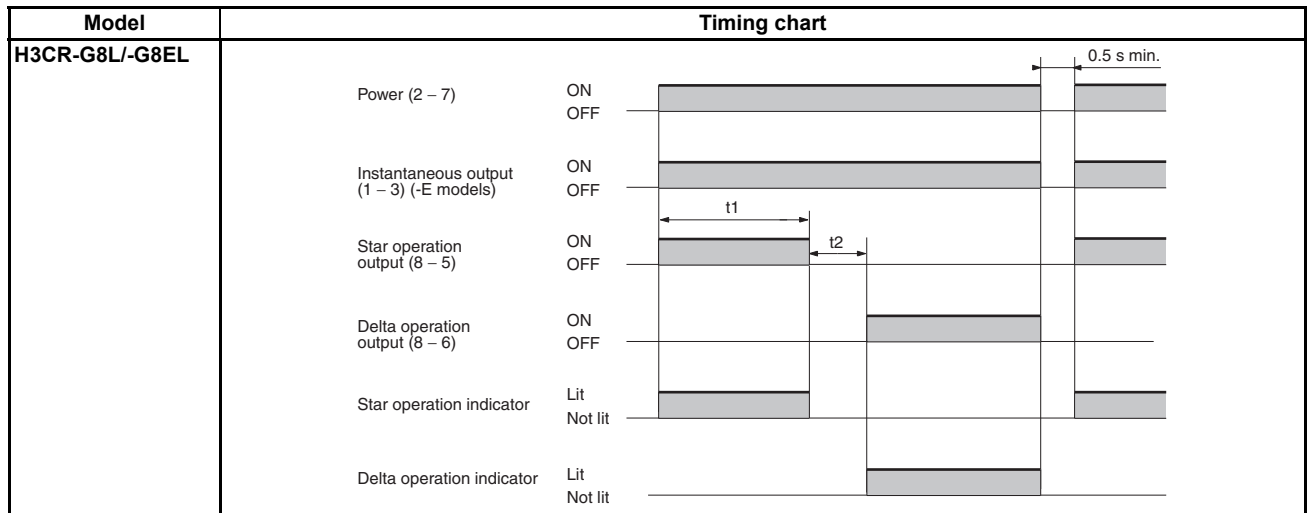 Model Timing chart
H3CR-G8L/-G8EL
0.5 s min.
Power (2 – 7)
ON
OFF
Instantaneous output
(1 – 3) (-E models)
ON
OFF
t1
Star operation
output (8 – 5)
ON
OFF
t2
Delta operation
output (8 – 6)
ON
OFF
Star operation indicator
Lit
Not lit
Delta operation indicator
Lit
Not lit